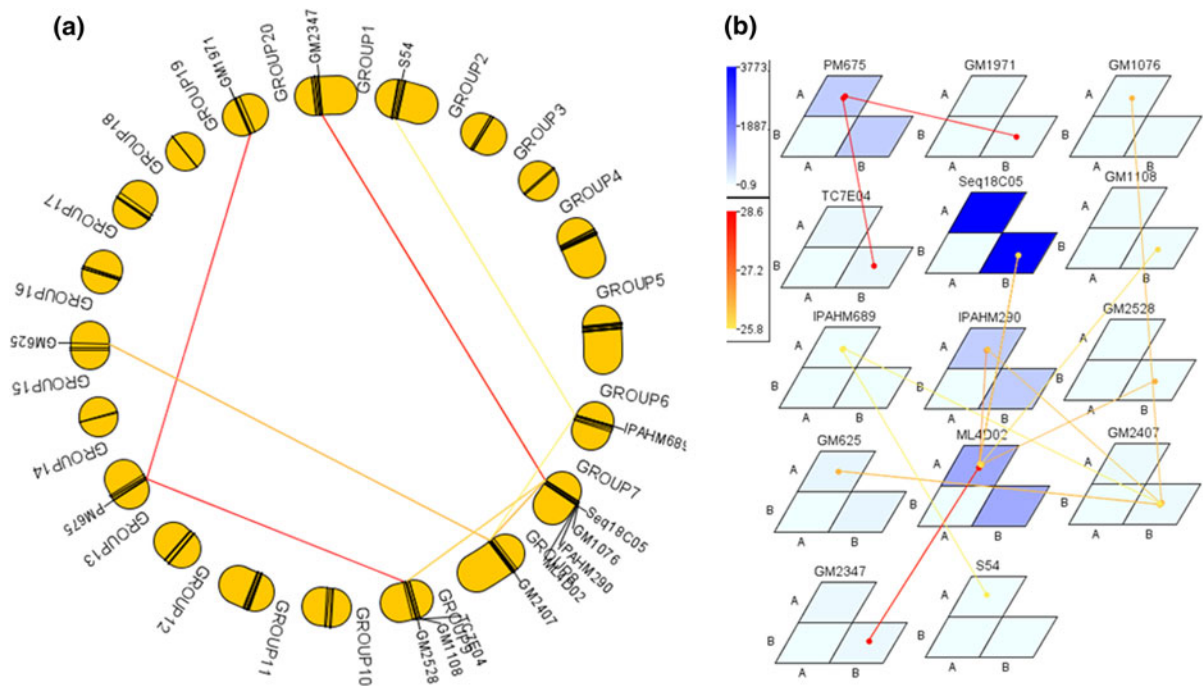 (a)
GM1971
GROUP20
GM2347
GROUP1
S54
GROUP2
GROUP3
GROUP4
GROUP5
GROUP6
IPAHM689
GROUP7
Seq18C05
GM1076
IPAHM290
ML4D02
GROUP8
GM2407
GROUP9
TC7E04
GM1108
GM2528
GROUP10
GROUP11
GROUP12
GROUP13
PM675
GROUP14
GROUP15
GM625
GROUP16
GROUP17
GROUP18
GROUP19
(b)
3773.
1887.
0.9
28.6
27.2
25.8
PM675
A
B
A B
GM1971
A
B
A B
GM1076
A
B
A B
TC7E04
A
B
A B
Seq18C05
A
B
A B
GM1108
A
B
A B
IPAHM689
A
B
A B
IPAHM290
A
B
A B
GM2528
A
B
A B
GM625
A
B
A B
ML4D02
A
B
A B
GM2407
A
B
A B
GM2347
A
B
A B
S54
A
B
A B